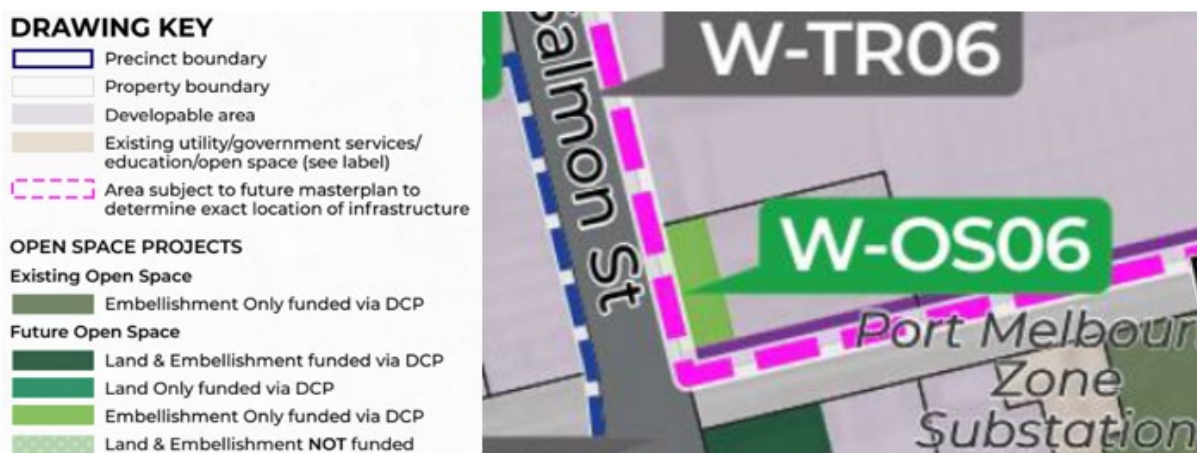 DRAWING KEY
Precinct boundary
Property boundary
Developable area
Existing utility/government services/
education/open space (see label)
Area subject to future masterplan to
determine exact location of infrastructure
OPEN SPACE PROJECTS
Existing Open Space
Embellishment Only funded via DCP
Future Open Space
Land & Embellishment funded via DCP
Land Only funded via DCP
Embellishment Only funded via DCP
Land & Embellishment NOT funded
Salmon St
W-TR06
W-OS06
Port Melbour
Zone
Substation